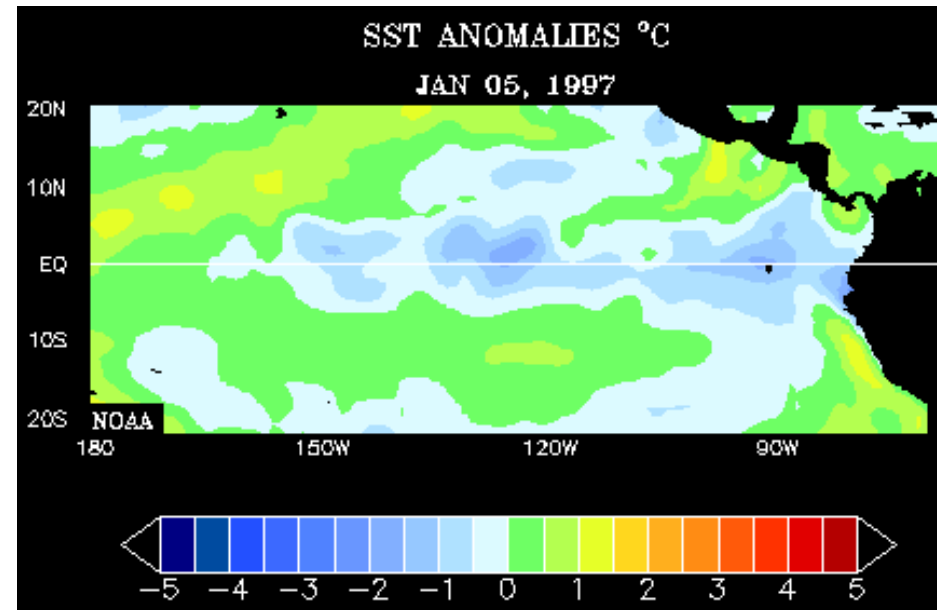 SST ANOMALIES °C
JAN 05, 1997
20N
10N
EQ
10S
20S NOAA
180 150W 120W 90W
-5 -4 -3 -2 -1 0 1 2 3 4 5